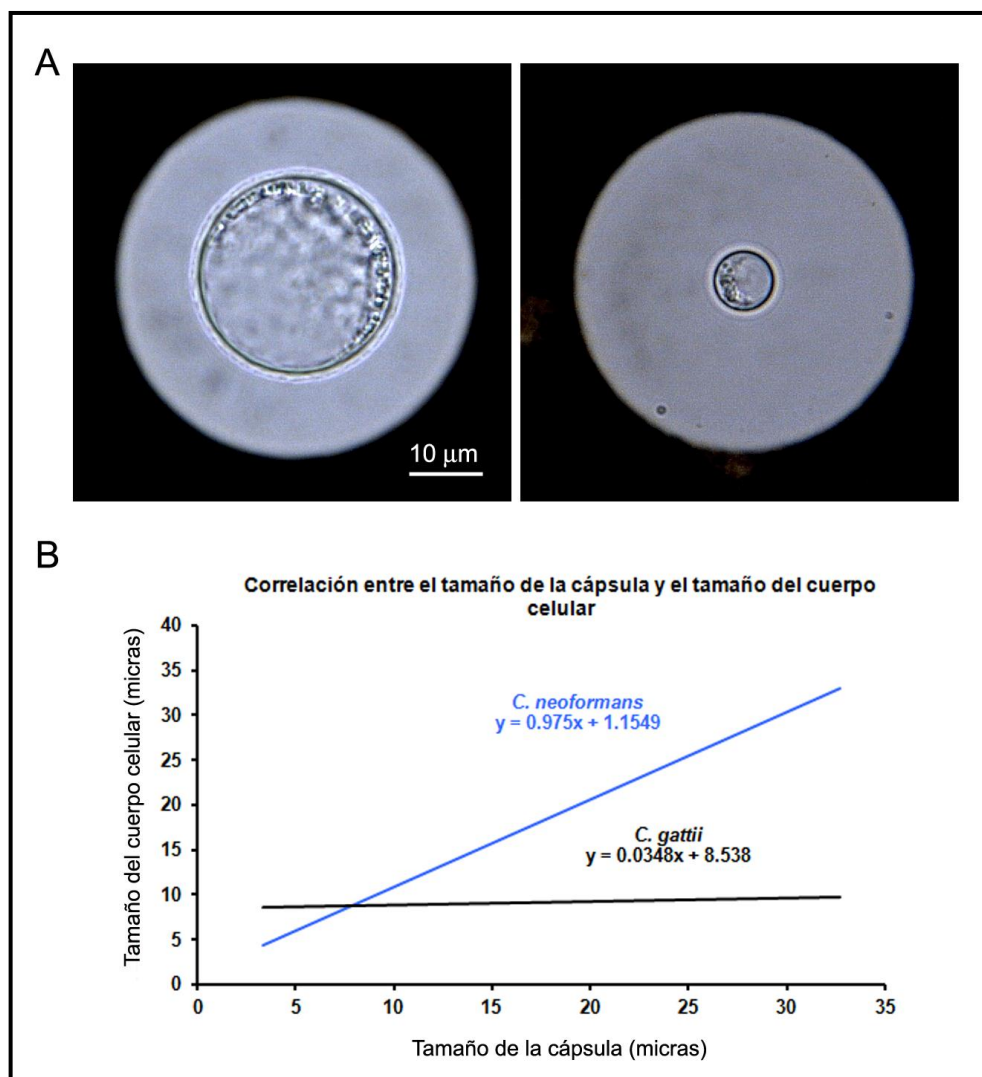 A
10 µm
B
Correlación entre el tamaño de la cápsula y el tamaño del cuerpo
celular
Tamaño del cuerpo celular (micras)
40
35
30
25
20
15
10
5
0
C. neoformans
y = 0.975x + 1.1549
C. gattii
y = 0.0348x + 8.538
0 5 10 15 20 25 30 35
Tamaño de la cápsula (micras)